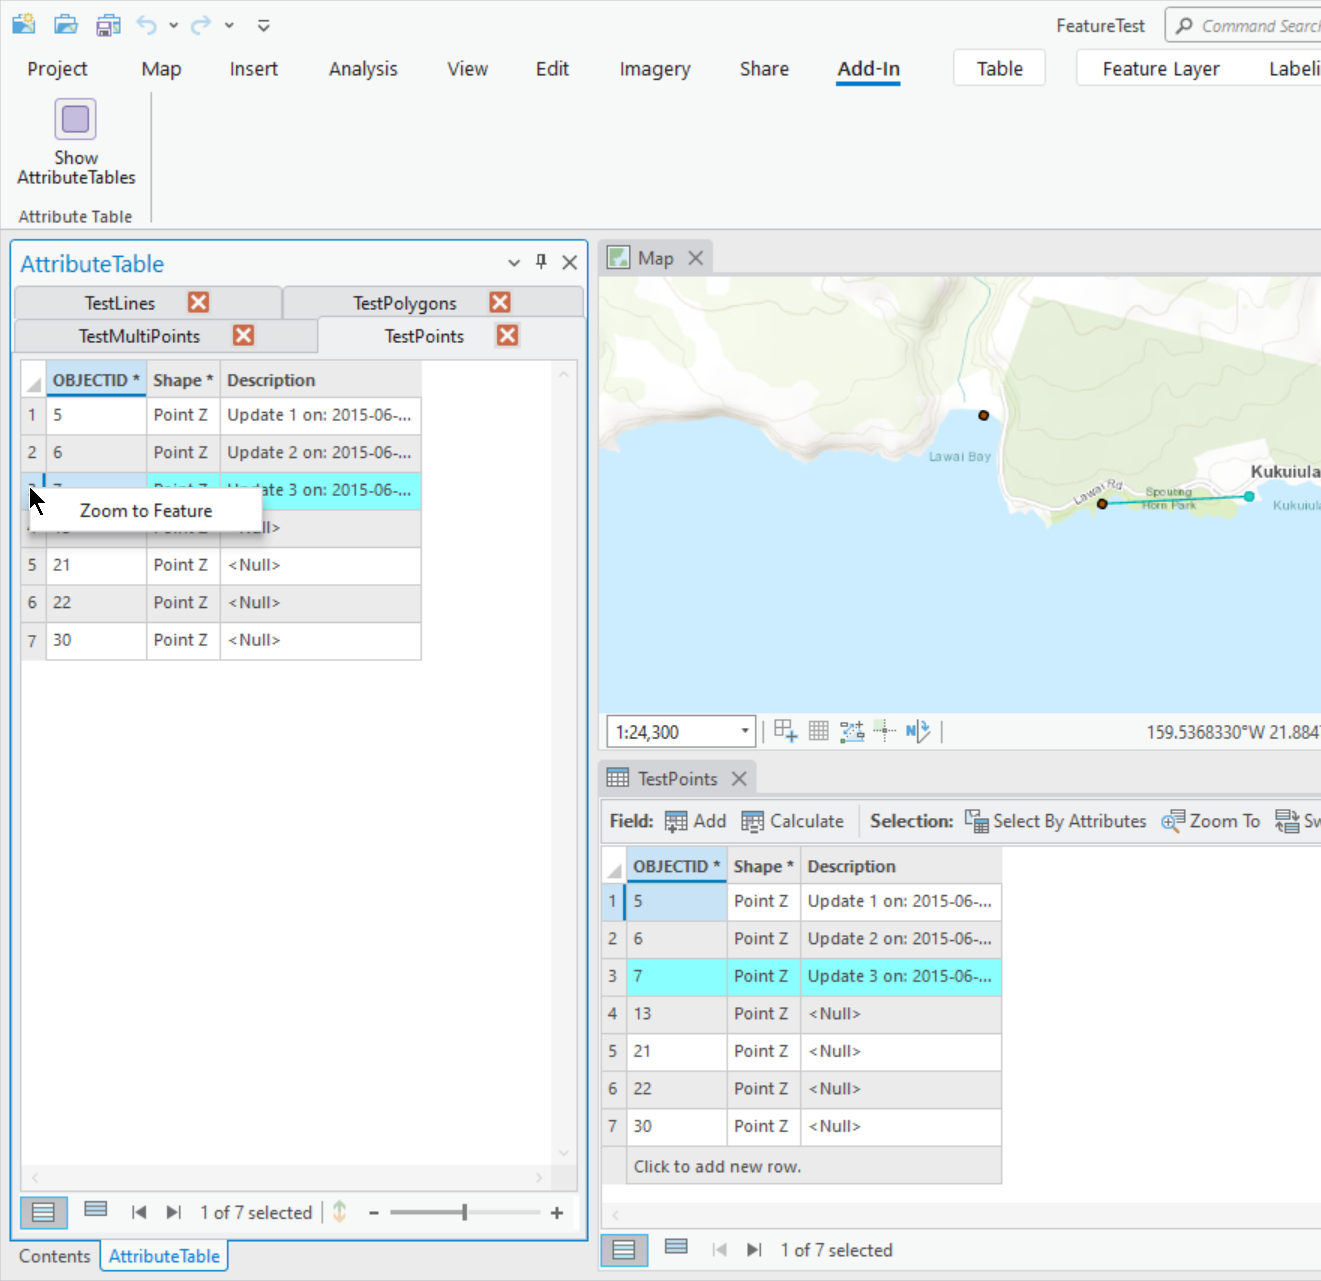 FeatureTest
Command Search
Project Map Insert Analysis View Edit Imagery Share Add-In Table Feature Layer Labeli
Show
AttributeTables
Attribute Table
AttributeTable
TestLines TestPolygons
TestMultiPoints TestPoints
OBJECTID * Shape * Description
1 5 Point Z Update 1 on: 2015-06-...
2 6 Point Z Update 2 on: 2015-06-...
Update 3 on: 2015-06-...
Zoom to Feature
5 21 Point Z <Null>
6 22 Point Z <Null>
7 30 Point Z <Null>
1 of 7 selected
Contents AttributeTable
Map
Lawai Bay
Lawai Rd
Spouting
Horn Park
Kukuiula
Kukuiula
1:24,300
159.5368330°W 21.884
TestPoints
Field: Add Calculate Selection: Select By Attributes Zoom To Sw
OBJECTID * Shape * Description
1 5 Point Z Update 1 on: 2015-06-...
2 6 Point Z Update 2 on: 2015-06-...
3 7 Point Z Update 3 on: 2015-06-...
4 13 Point Z <Null>
5 21 Point Z <Null>
6 22 Point Z <Null>
7 30 Point Z <Null>
Click to add new row.
1 of 7 selected